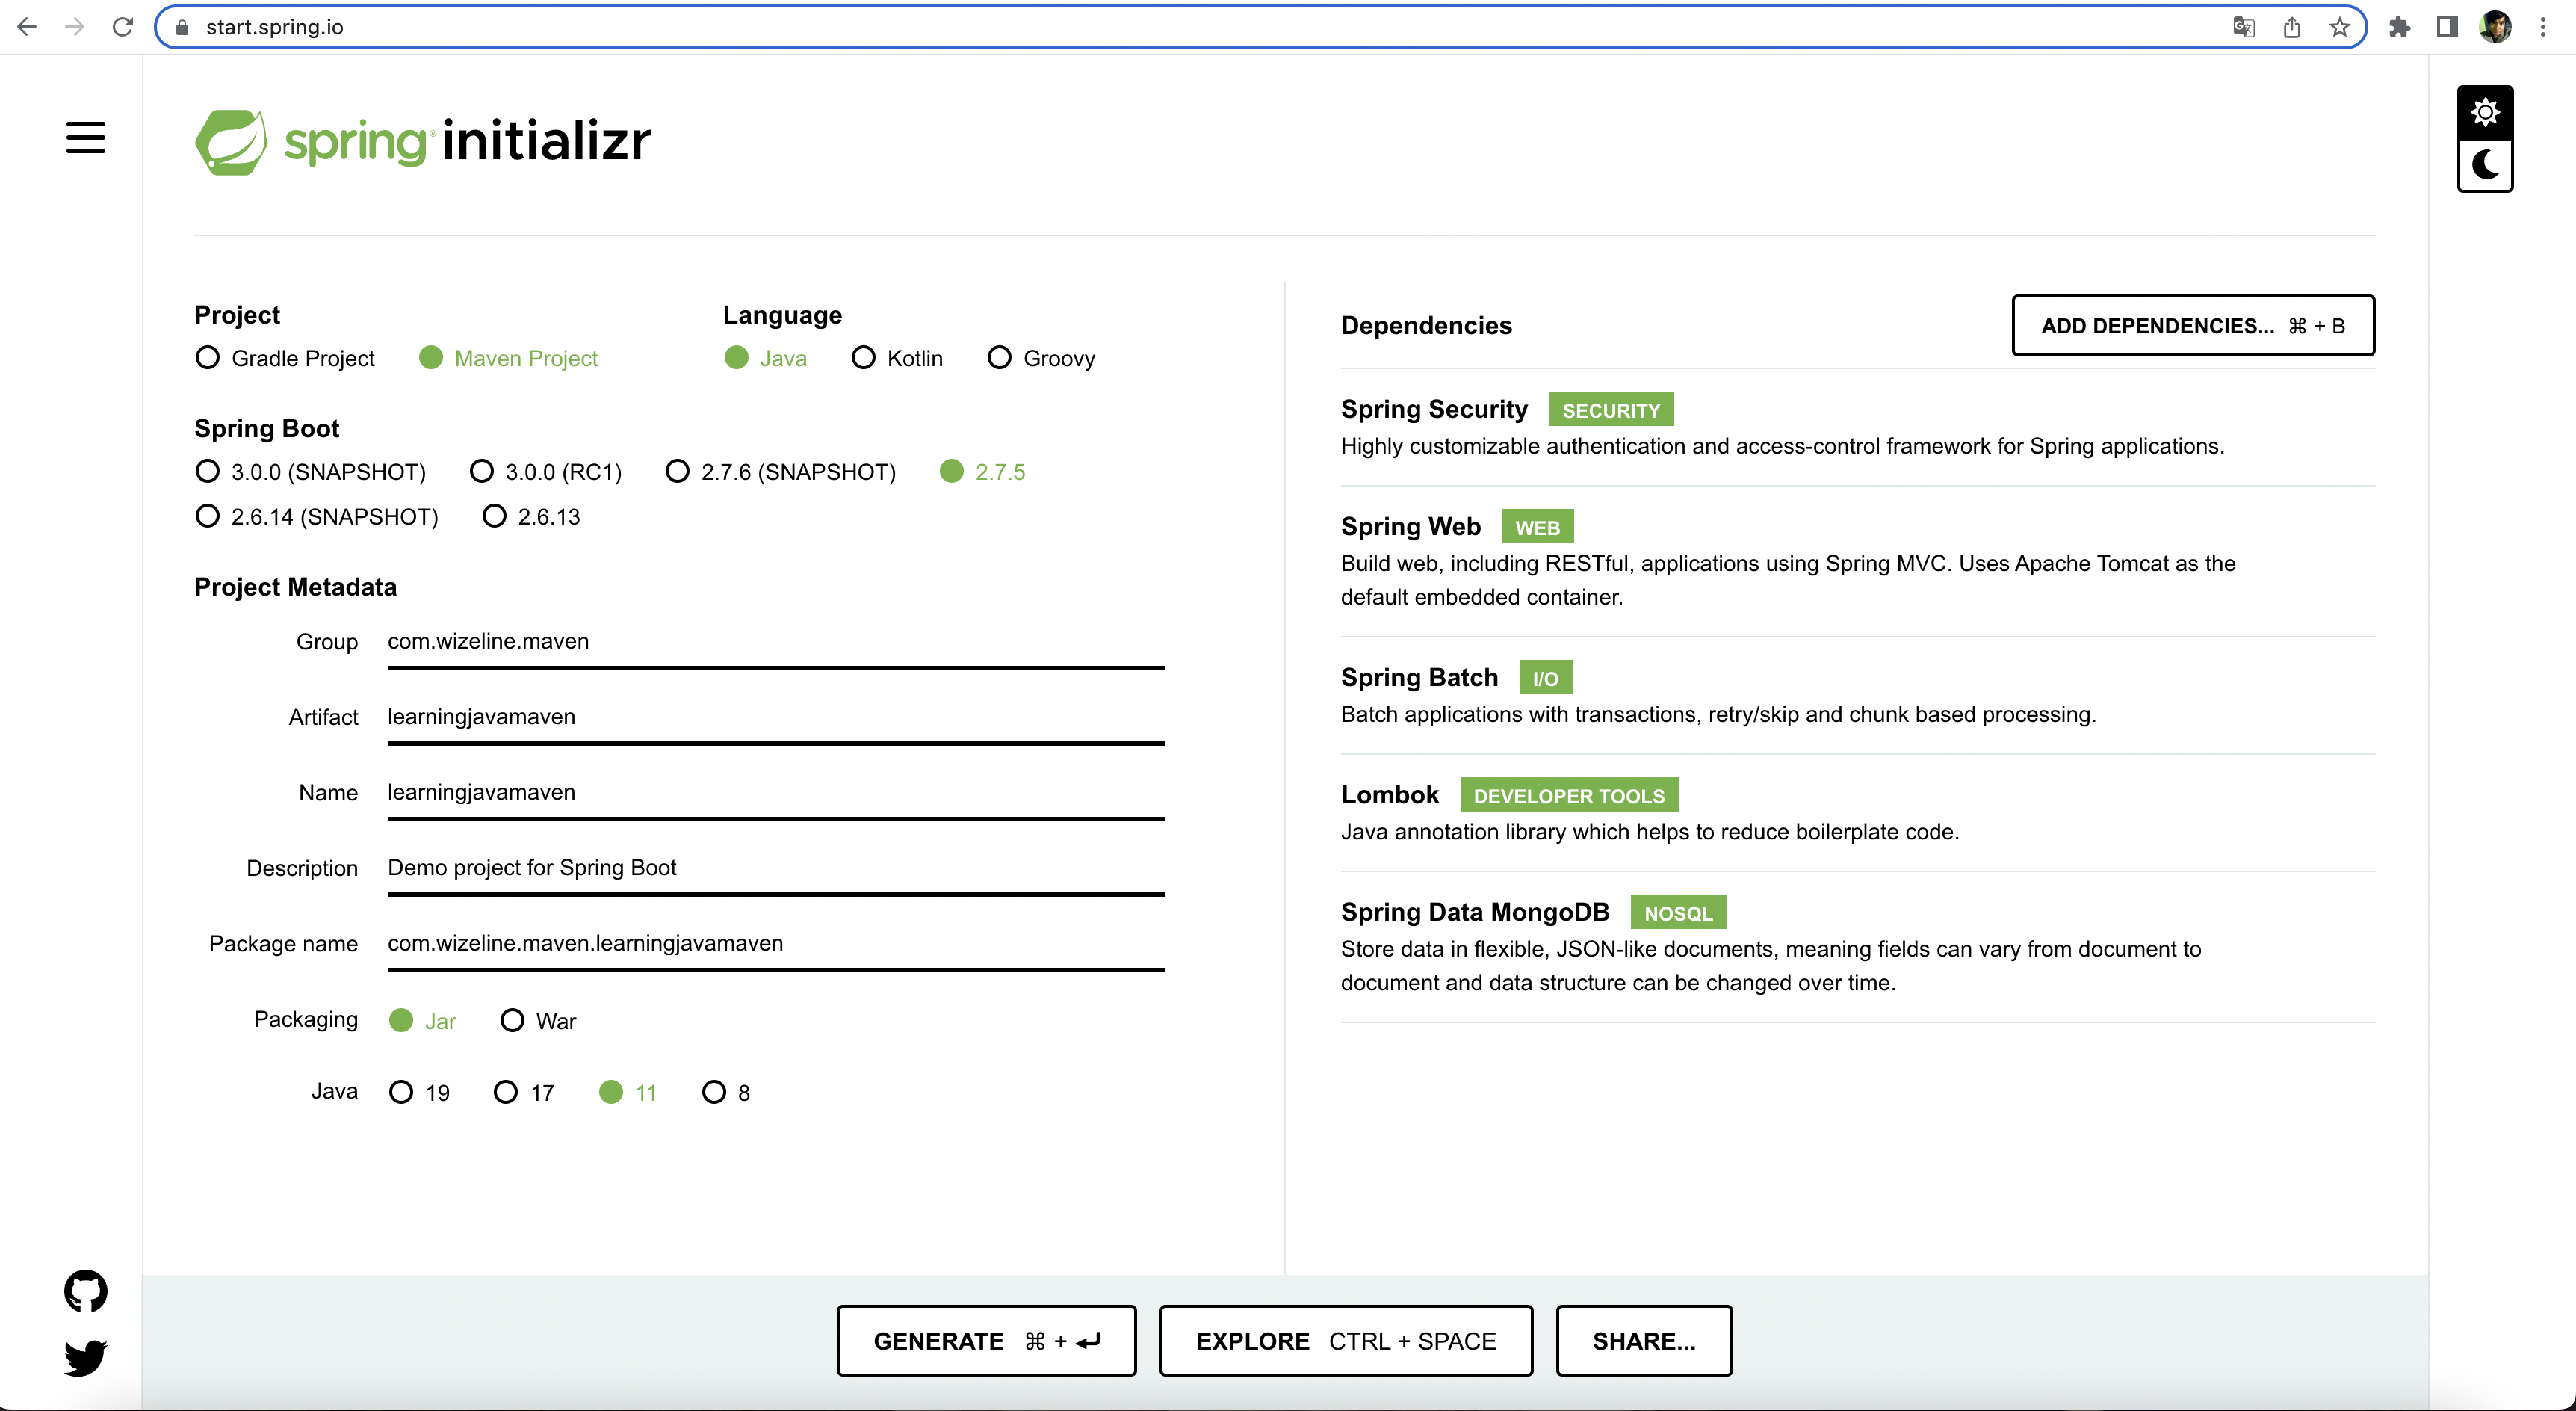 start.spring.io
spring initializr
Project
Gradle Project Maven Project
Language
Java Kotlin Groovy
Spring Boot
3.0.0 (SNAPSHOT) 3.0.0 (RC1) 2.7.6 (SNAPSHOT) 2.7.5
2.6.14 (SNAPSHOT) 2.6.13
Project Metadata
Group com.wizeline.maven
Artifact learningjavamaven
Name learningjavamaven
Description Demo project for Spring Boot
Package name com.wizeline.maven.learningjavamaven
Packaging Jar War
Java 19 17 11 8
Dependencies ADD DEPENDENCIES... ⌘ + B
Spring Security SECURITY
Highly customizable authentication and access-control framework for Spring applications.
Spring Web WEB
Build web, including RESTful, applications using Spring MVC. Uses Apache Tomcat as the
default embedded container.
Spring Batch I/O
Batch applications with transactions, retry/skip and chunk based processing.
Lombok DEVELOPER TOOLS
Java annotation library which helps to reduce boilerplate code.
Spring Data MongoDB NOSQL
Store data in flexible, JSON-like documents, meaning fields can vary from document to
document and data structure can be changed over time.
GENERATE ⌘ + ⏎ EXPLORE CTRL + SPACE SHARE...